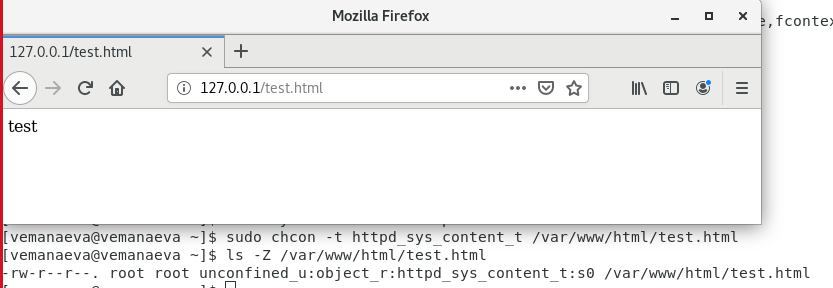 Mozilla Firefox
e,fcontex
127.0.0.1/test.html
127.0.0.1/test.html
test
[vemanaeva@vemanaeva ~]$ sudo chcon -t httpd_sys_content_t /var/www/html/test.html
[vemanaeva@vemanaeva ~]$ ls -Z /var/www/html/test.html
-rw-r--r--. root root unconfined_u:object_r:httpd_sys_content_t:s0 /var/www/html/test.html
[vemanaeva@vemanaeva ~]$